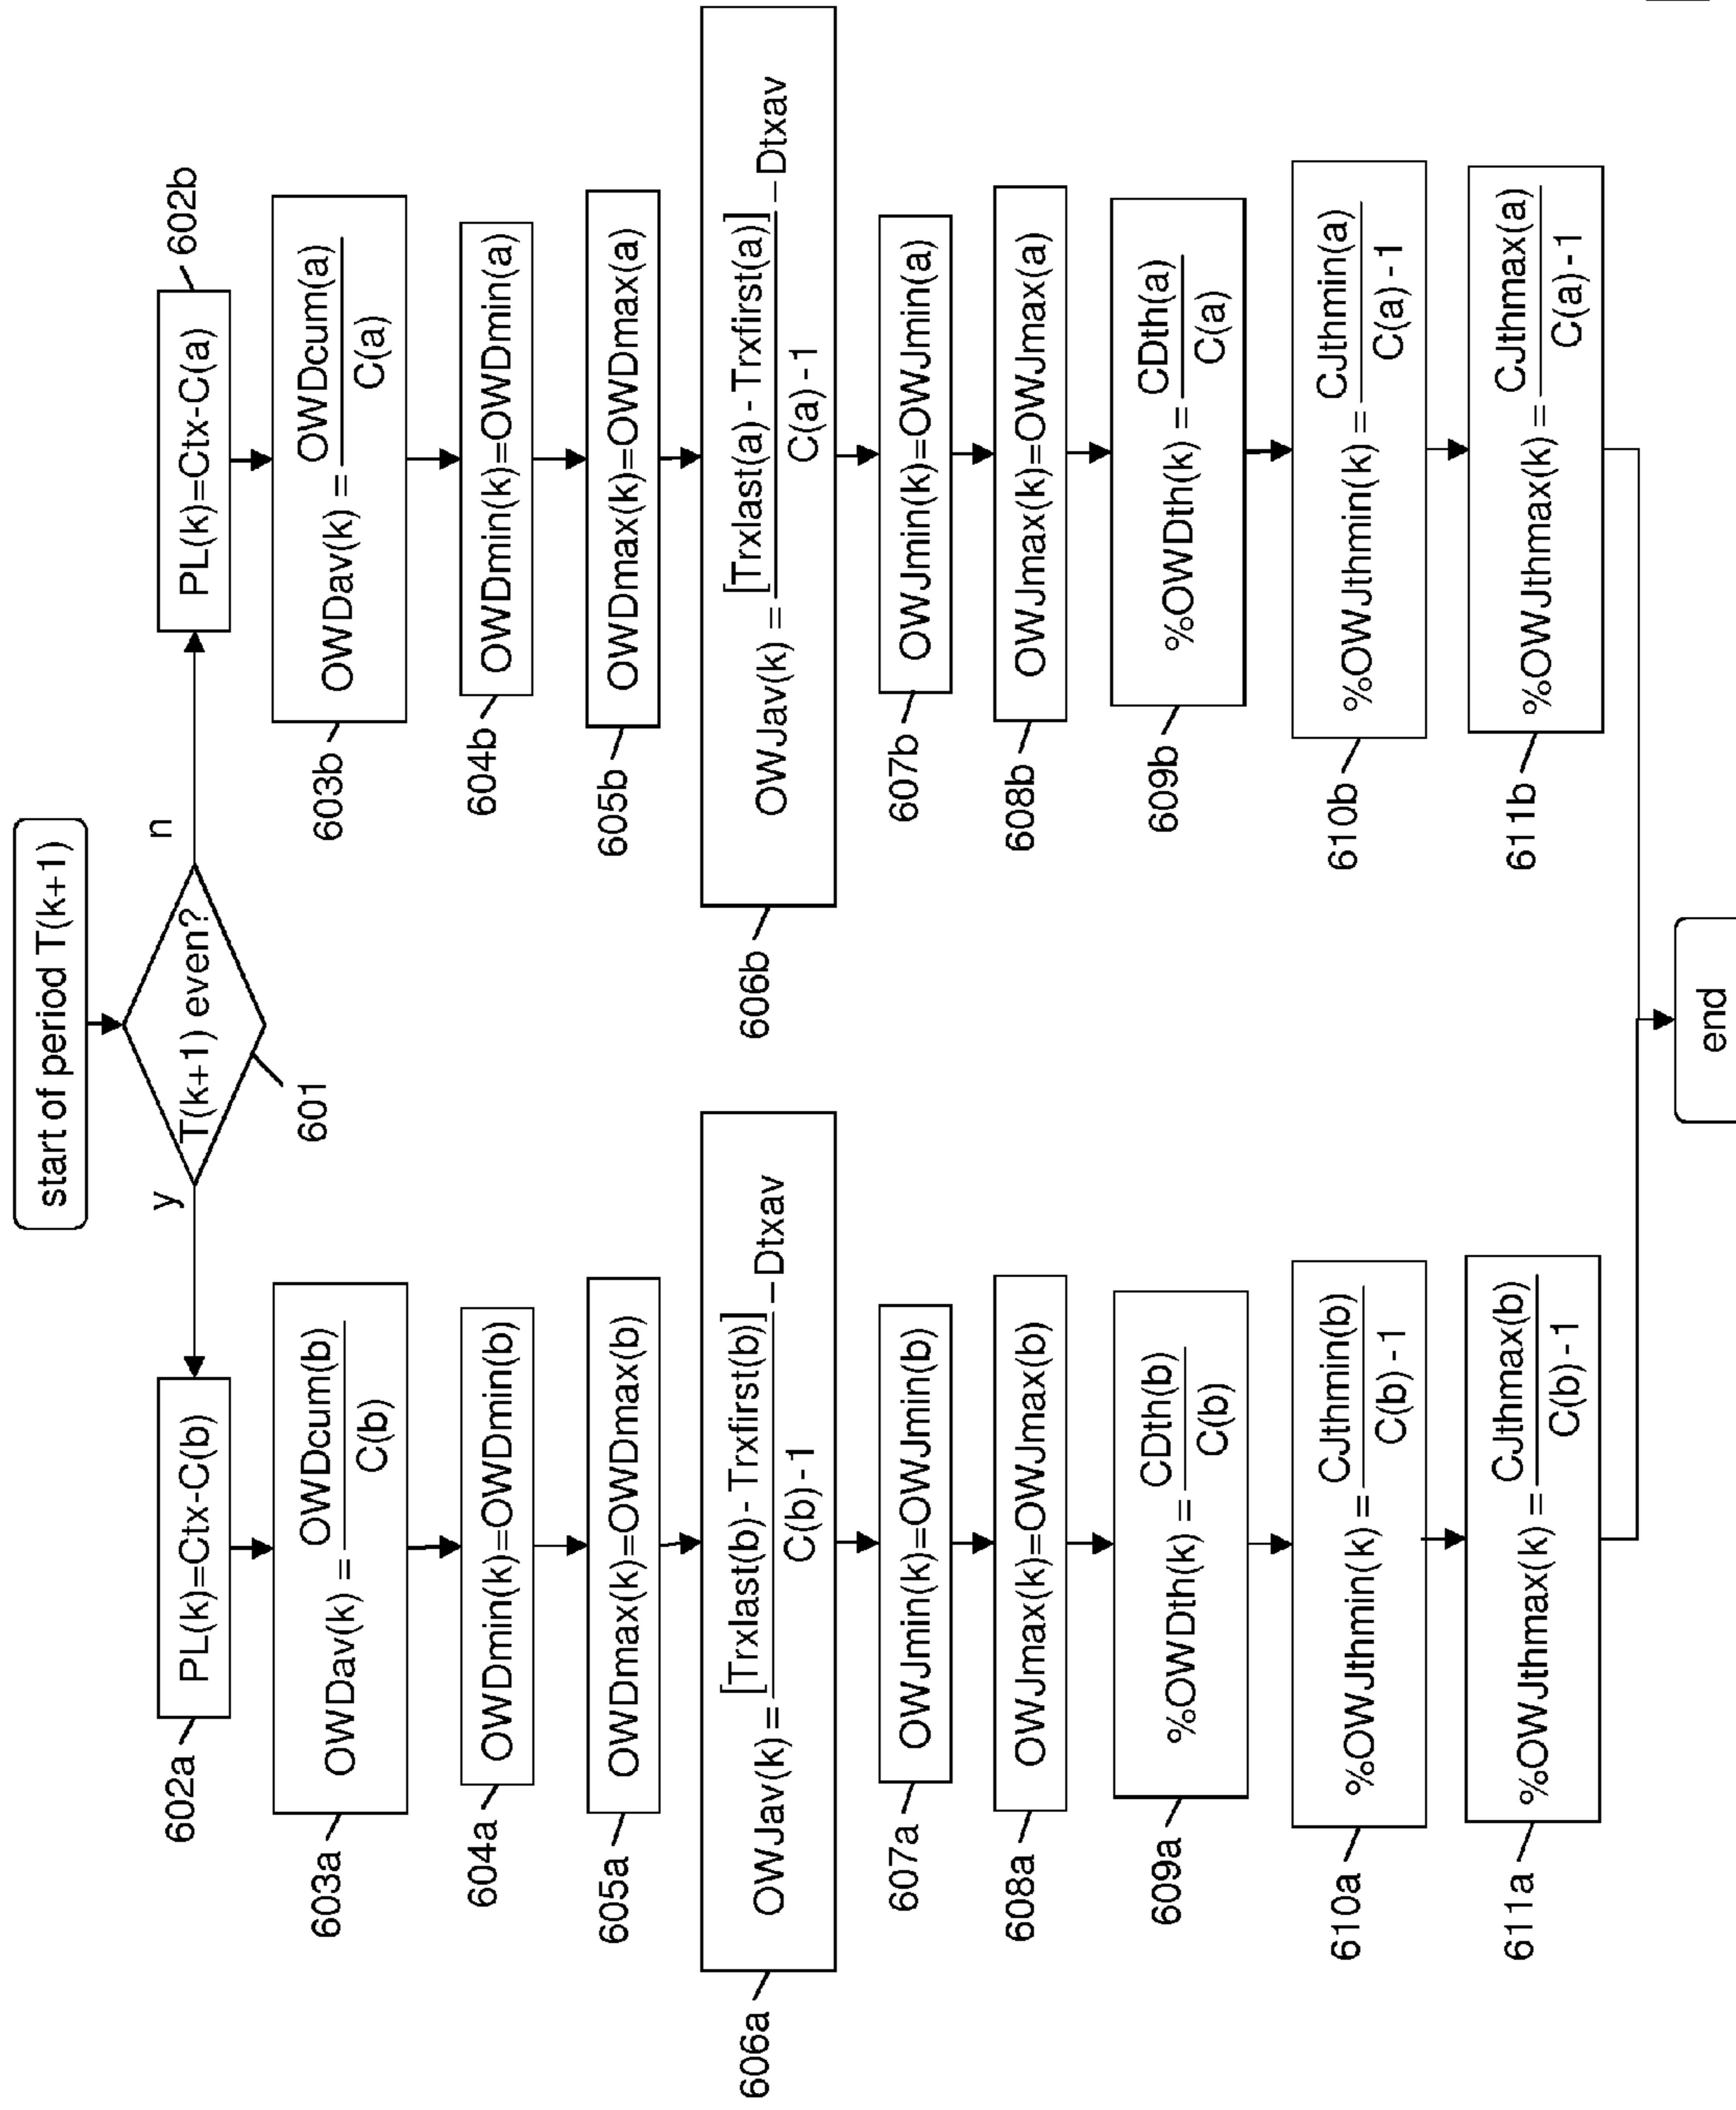 start of period T(k+1)
T(k+1) even?
y
n
601
602a
PL(k)=Ctx-C(b)
603a
OWDav(k) = OWDcum(b)
C(b)
604a
OWDmin(k)=OWDmin(b)
605a
OWDmax(k)=OWDmax(b)
606a
OWJav(k) = [Trxlast(b) - Trxfirst(b)] – Dtxav
C(b) - 1
607a
OWJmin(k)=OWJmin(b)
608a
OWJmax(k)=OWJmax(b)
609a
%OWDth(k) = CDth(b)
C(b)
610a
%OWJthmin(k) = CJthmin(b)
C(b) - 1
611a
%OWJthmax(k) = CJthmax(b)
C(b) - 1
602b
PL(k)=Ctx-C(a)
603b
OWDav(k) = OWDcum(a)
C(a)
604b
OWDmin(k)=OWDmin(a)
605b
OWDmax(k)=OWDmax(a)
606b
OWJav(k) = [Trxlast(a) - Trxfirst(a)] – Dtxav
C(a) - 1
607b
OWJmin(k)=OWJmin(a)
608b
OWJmax(k)=OWJmax(a)
609b
%OWDth(k) = CDth(a)
C(a)
610b
%OWJthmin(k) = CJthmin(a)
C(a) - 1
611b
%OWJthmax(k) = CJthmax(a)
C(a) - 1
end